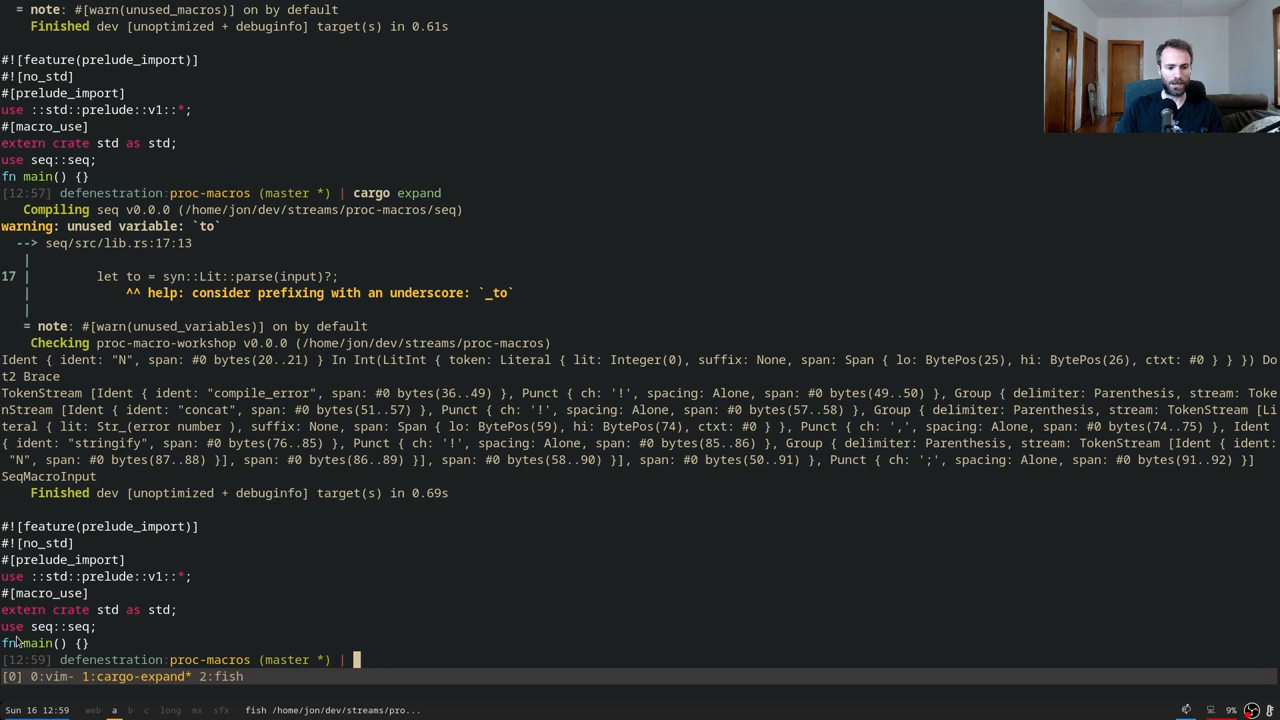 = note: #[warn(unused_macros)] on by default
    Finished dev [unoptimized + debuginfo] target(s) in 0.61s
#![feature(prelude_import)]
#![no_std]
#[prelude_import]
use ::std::prelude::v1::*;
#[macro_use]
extern crate std as std;
use seq::seq;
fn main() {}
[12:57] defenestration:proc-macros (master *) | cargo expand
   Compiling seq v0.0.0 (/home/jon/dev/streams/proc-macros/seq)
warning: unused variable: `to`
  --> seq/src/lib.rs:17:13
   |
17 |         let to = syn::Lit::parse(input)?;
   |             ^^ help: consider prefixing with an underscore: `_to`
   |
   = note: #[warn(unused_variables)] on by default
    Checking proc-macro-workshop v0.0.0 (/home/jon/dev/streams/proc-macros)
Ident { ident: "N", span: #0 bytes(20..21) } In Int(LitInt { token: Literal { lit: Integer(0), suffix: None, span: Span { lo: BytePos(25), hi: BytePos(26), ctxt: #0 } } }) Do
t2 Brace
TokenStream [Ident { ident: "compile_error", span: #0 bytes(36..49) }, Punct { ch: '!', spacing: Alone, span: #0 bytes(49..50) }, Group { delimiter: Parenthesis, stream: Toke
nStream [Ident { ident: "concat", span: #0 bytes(51..57) }, Punct { ch: '!', spacing: Alone, span: #0 bytes(57..58) }, Group { delimiter: Parenthesis, stream: TokenStream [Li
teral { lit: Str_(error number ), suffix: None, span: Span { lo: BytePos(59), hi: BytePos(74), ctxt: #0 } }, Punct { ch: ',', spacing: Alone, span: #0 bytes(74..75) }, Ident
{ ident: "stringify", span: #0 bytes(76..85) }, Punct { ch: '!', spacing: Alone, span: #0 bytes(85..86) }, Group { delimiter: Parenthesis, stream: TokenStream [Ident { ident:
 "N", span: #0 bytes(87..88) }], span: #0 bytes(86..89) }], span: #0 bytes(58..90) }], span: #0 bytes(50..91) }, Punct { ch: ';', spacing: Alone, span: #0 bytes(91..92) }]
SeqMacroInput
    Finished dev [unoptimized + debuginfo] target(s) in 0.69s
#![feature(prelude_import)]
#![no_std]
#[prelude_import]
use ::std::prelude::v1::*;
#[macro_use]
extern crate std as std;
use seq::seq;
fn main() {}
[12:59] defenestration:proc-macros (master *) |
[0] 0:vim- 1:cargo-expand* 2:fish
Sun 16 12:59 web a b c long mx sfx fish /home/jon/dev/streams/pro... 9%